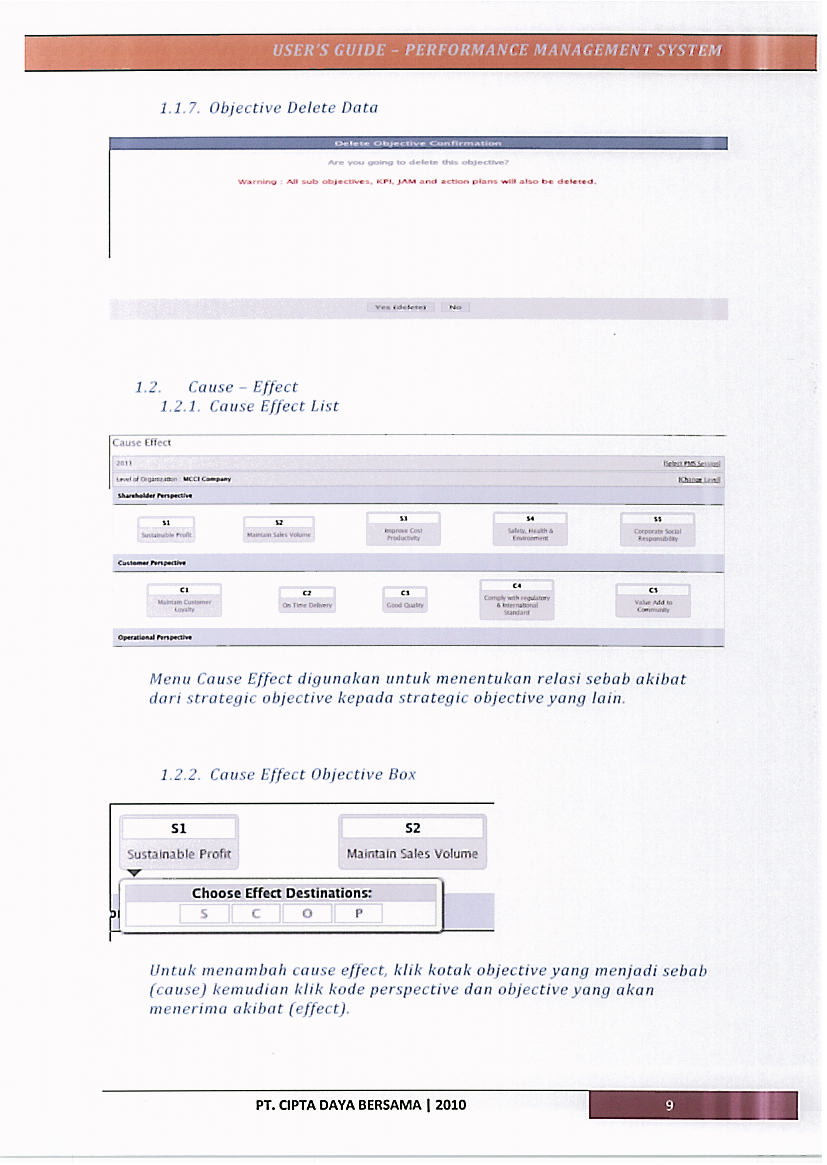 USER'S GUIDE – PERFORMANCE MANAGEMENT SYSTEM
1.1.7. Objective Delete Data
Delete Objective Confirmation
Are you going to delete this objective?
Warning : All sub objectives, KPI, JAM and action plans will also be deleted.
Yes (delete) No
1.2. Cause – Effect
1.2.1. Cause Effect List
Cause Effect
2011 [Select PMS Session]
Level of Organization : MCCI Company [Change Level]
Shareholder Perspective
S1 S2 S3 S4 S5
Sustainable Profit Maintain Sales Volume Improve Cost Safety, Health & Corporate Social
Productivity Environment Responsibility
Customer Perspective
C1 C2 C3 C4 C5
Maintain Customer On Time Delivery Good Quality Comply with regulatory Value Add to
Loyalty & International Community
Standard
Operational Perspective
Menu Cause Effect digunakan untuk menentukan relasi sebab akibat
dari strategic objective kepada strategic objective yang lain.
1.2.2. Cause Effect Objective Box
S1 S2
Sustainable Profit Maintain Sales Volume
Choose Effect Destinations:
S C O P
Untuk menambah cause effect, klik kotak objective yang menjadi sebab
(cause) kemudian klik kode perspective dan objective yang akan
menerima akibat (effect).
PT. CIPTA DAYA BERSAMA | 2010 9